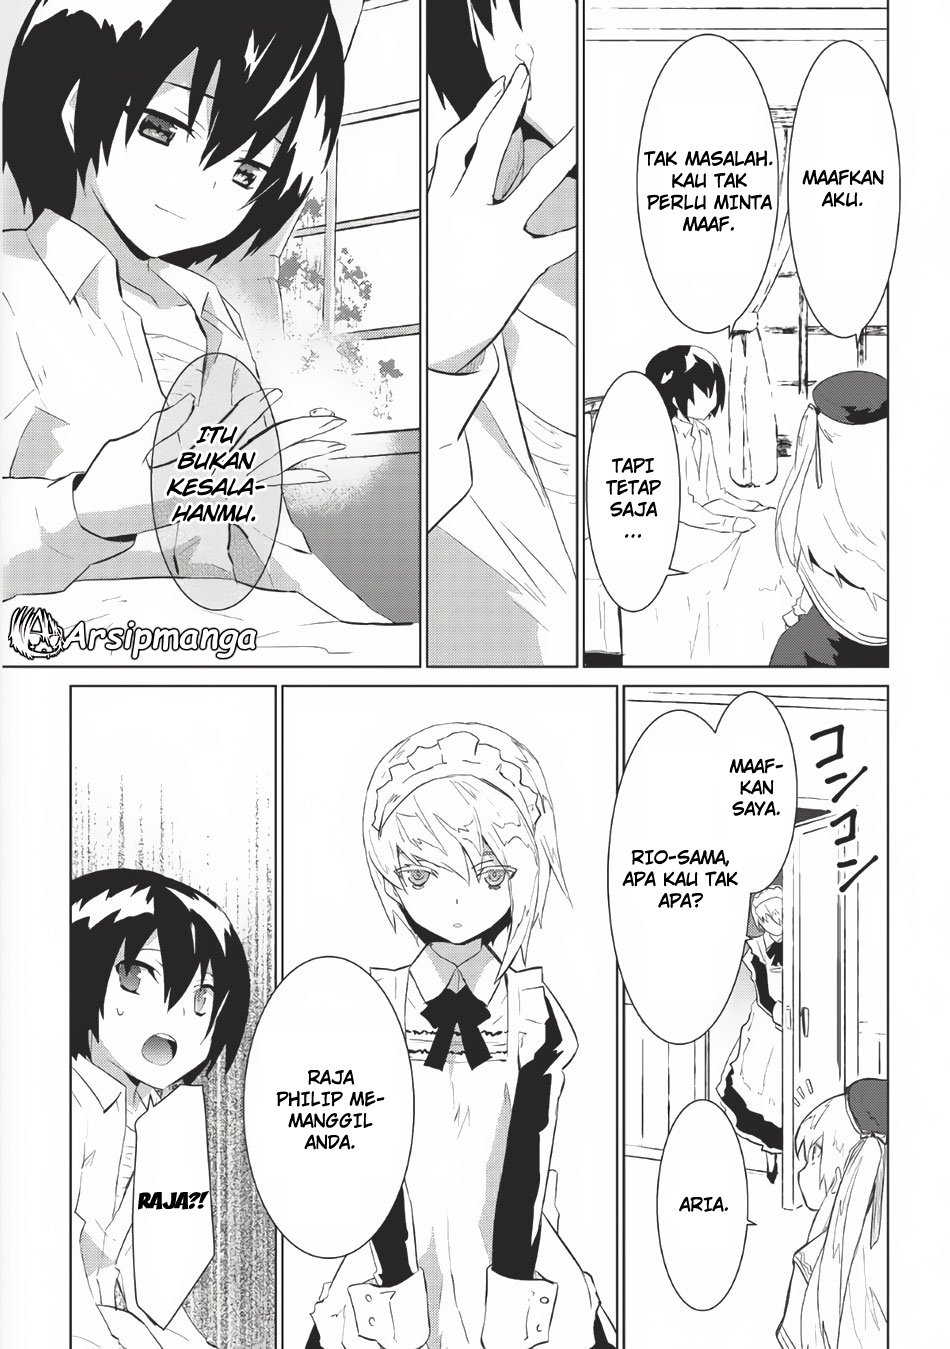 MAAFKAN
AKU.
TAK MASALAH.
KAU TAK
PERLU MINTA
MAAF.
TAPI
TETAP
SAJA
...
ITU
BUKAN
KESALA-
HANMU.
Arsipmanga
コンコン
MAAF-
KAN
SAYA.
RIO-SAMA,
APA KAU TAK
APA?
ARIA.
RAJA
PHILIP ME-
MANGGIL
ANDA.
RAJA?!